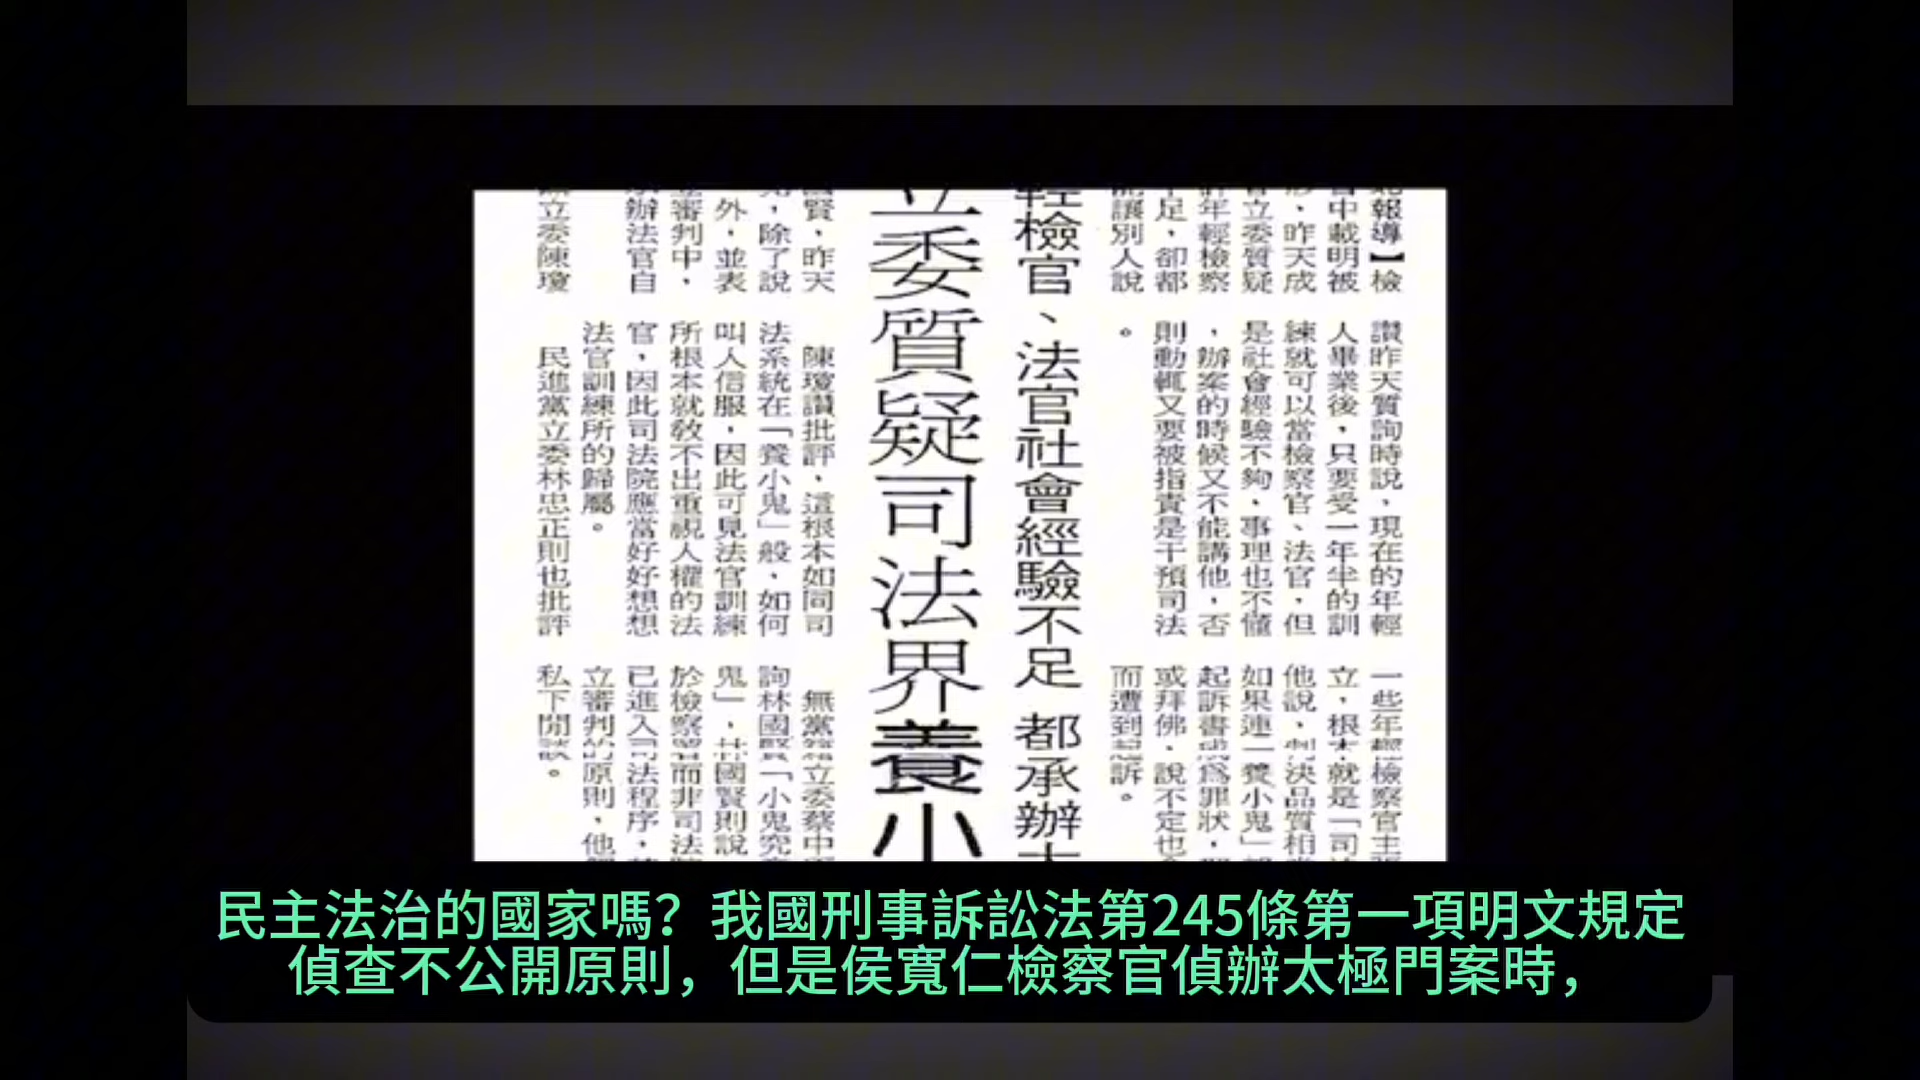 報導】檢
中載明被
，昨天成
立委質疑
年輕檢察
足，卻都
讓別人說
讚昨天質詢時說，現在的年輕
人畢業後，只要受一年半的訓
練就可以當檢察官、法官，但
是社會經驗不夠，事理也不懂
，辦案的時候又不能講他，否
則動輒又要被指責是干預司法
。
一些年輕檢察官主
立，根本就是「司
他說，判決品質相
如果連「養小鬼」
起訴書或為罪狀，
或拜佛，說不定也
而遭到起訴。
輕檢官、法官社會經驗不足 都承辦
立委質疑司法界養小
賢，昨天
，除了說
外，並表
審判中，
辦法官自
立委陳瓊
陳瓊讚批評，這根本如同司
法系統在「養小鬼」般，如何
叫人信服，因此可見法官訓練
所根本就教不出重視人權的法
官，因此司法院應當好好想想
法官訓練所的歸屬。
民進黨立委林忠正則也批評
無黨籍立委蔡中
詢林國賢「小鬼究
鬼」，國賢則說
於檢察署而非司法
已進入司法程序，
立審判的原則，他
私下閒談。
民主法治的國家嗎？我國刑事訴訟法第245條第一項明文規定
偵查不公開原則，但是侯寬仁檢察官偵辦太極門案時，